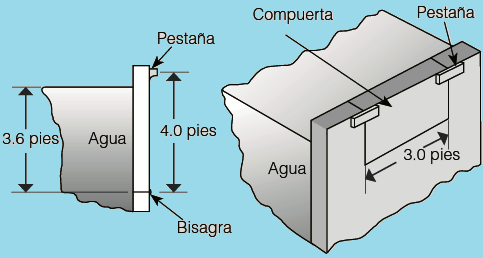 Pestaña
3.6 pies
Agua
4.0 pies
Bisagra
Compuerta
Pestaña
Agua
3.0 pies